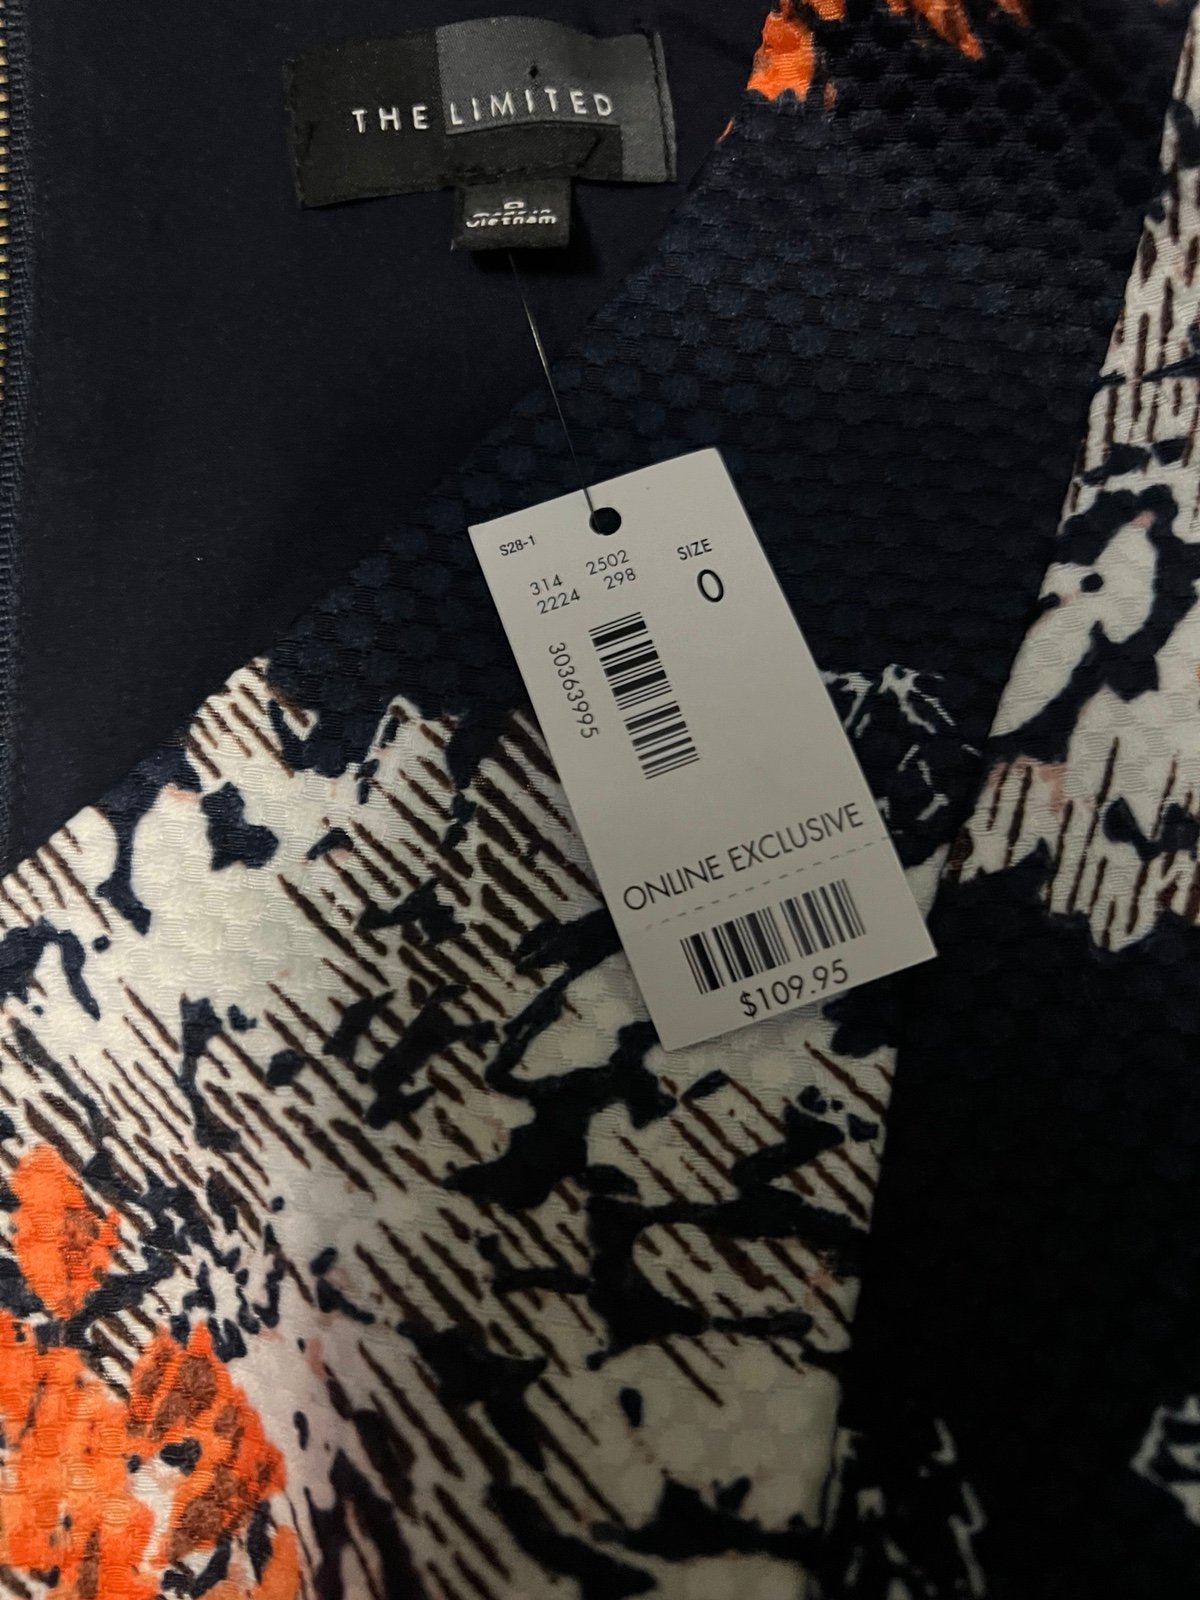 THE LIMITED
0
Vietnam
S28-1
314 2502
2224 298
SIZE
0
30363995
ONLINE EXCLUSIVE
$109.95